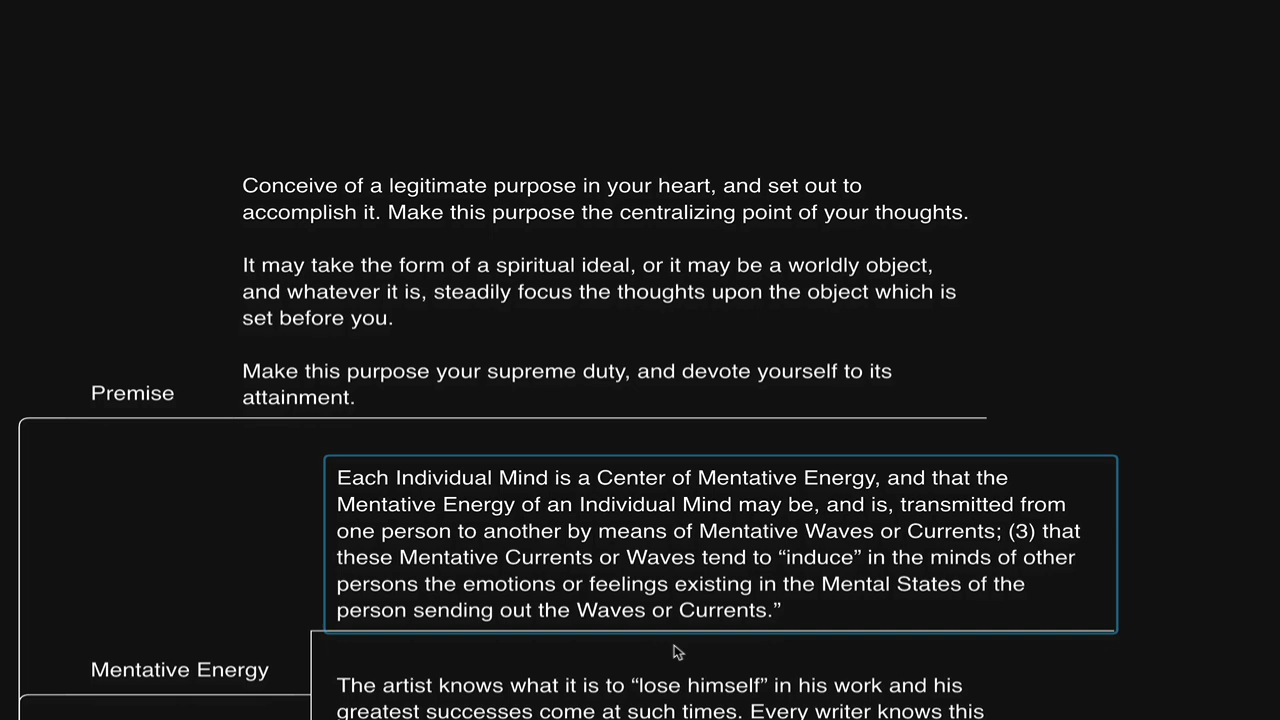 Conceive of a legitimate purpose in your heart, and set out to
accomplish it. Make this purpose the centralizing point of your thoughts.
It may take the form of a spiritual ideal, or it may be a worldly object,
and whatever it is, steadily focus the thoughts upon the object which is
set before you.
Make this purpose your supreme duty, and devote yourself to its
attainment.
Premise
Each Individual Mind is a Center of Mentative Energy, and that the
Mentative Energy of an Individual Mind may be, and is, transmitted from
one person to another by means of Mentative Waves or Currents; (3) that
these Mentative Currents or Waves tend to “induce” in the minds of other
persons the emotions or feelings existing in the Mental States of the
person sending out the Waves or Currents.”
Mentative Energy
The artist knows what it is to “lose himself” in his work and his
greatest successes come at such times. Every writer knows this